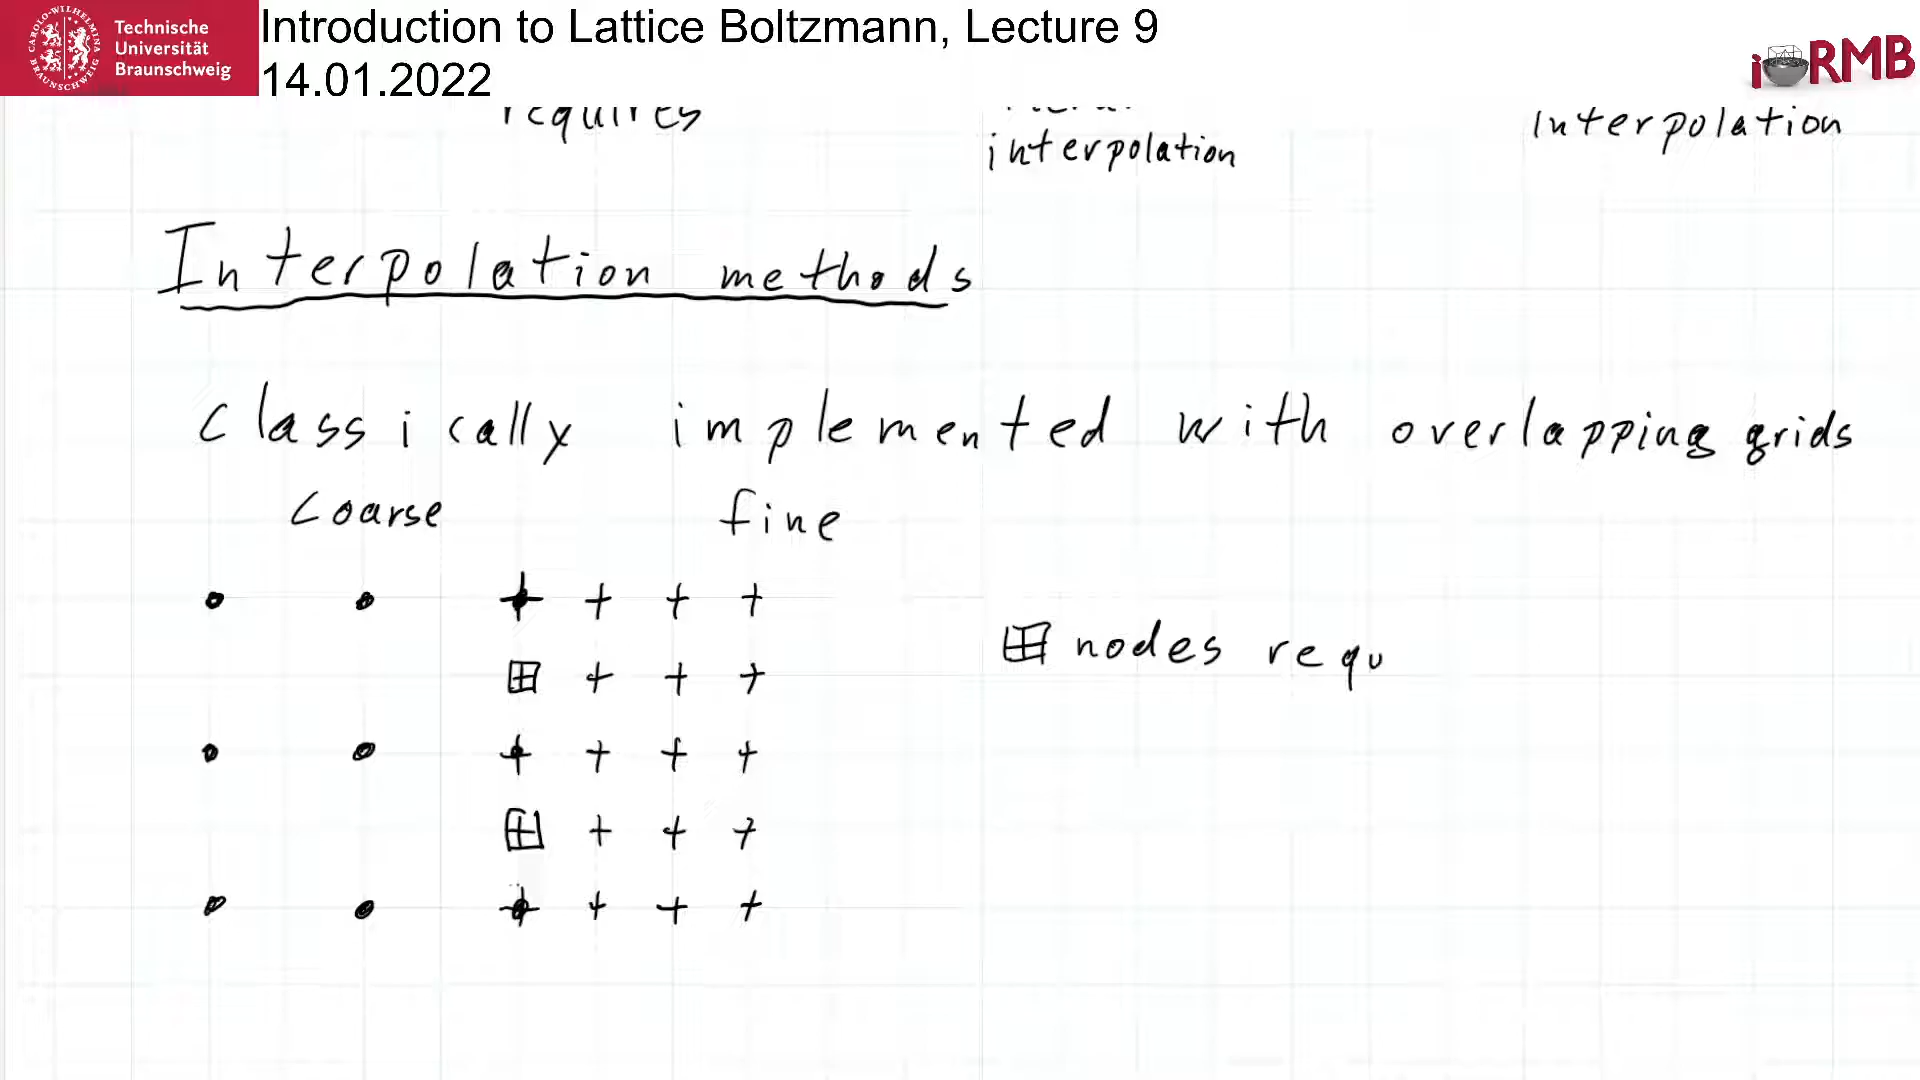 Technische
Universität
Braunschweig
Introduction to Lattice Boltzmann, Lecture 9
14.01.2022
iRMB
requires
interpolation
Interpolation
Interpolation methods
classically implemented with overlapping grids
coarse fine
nodes requ